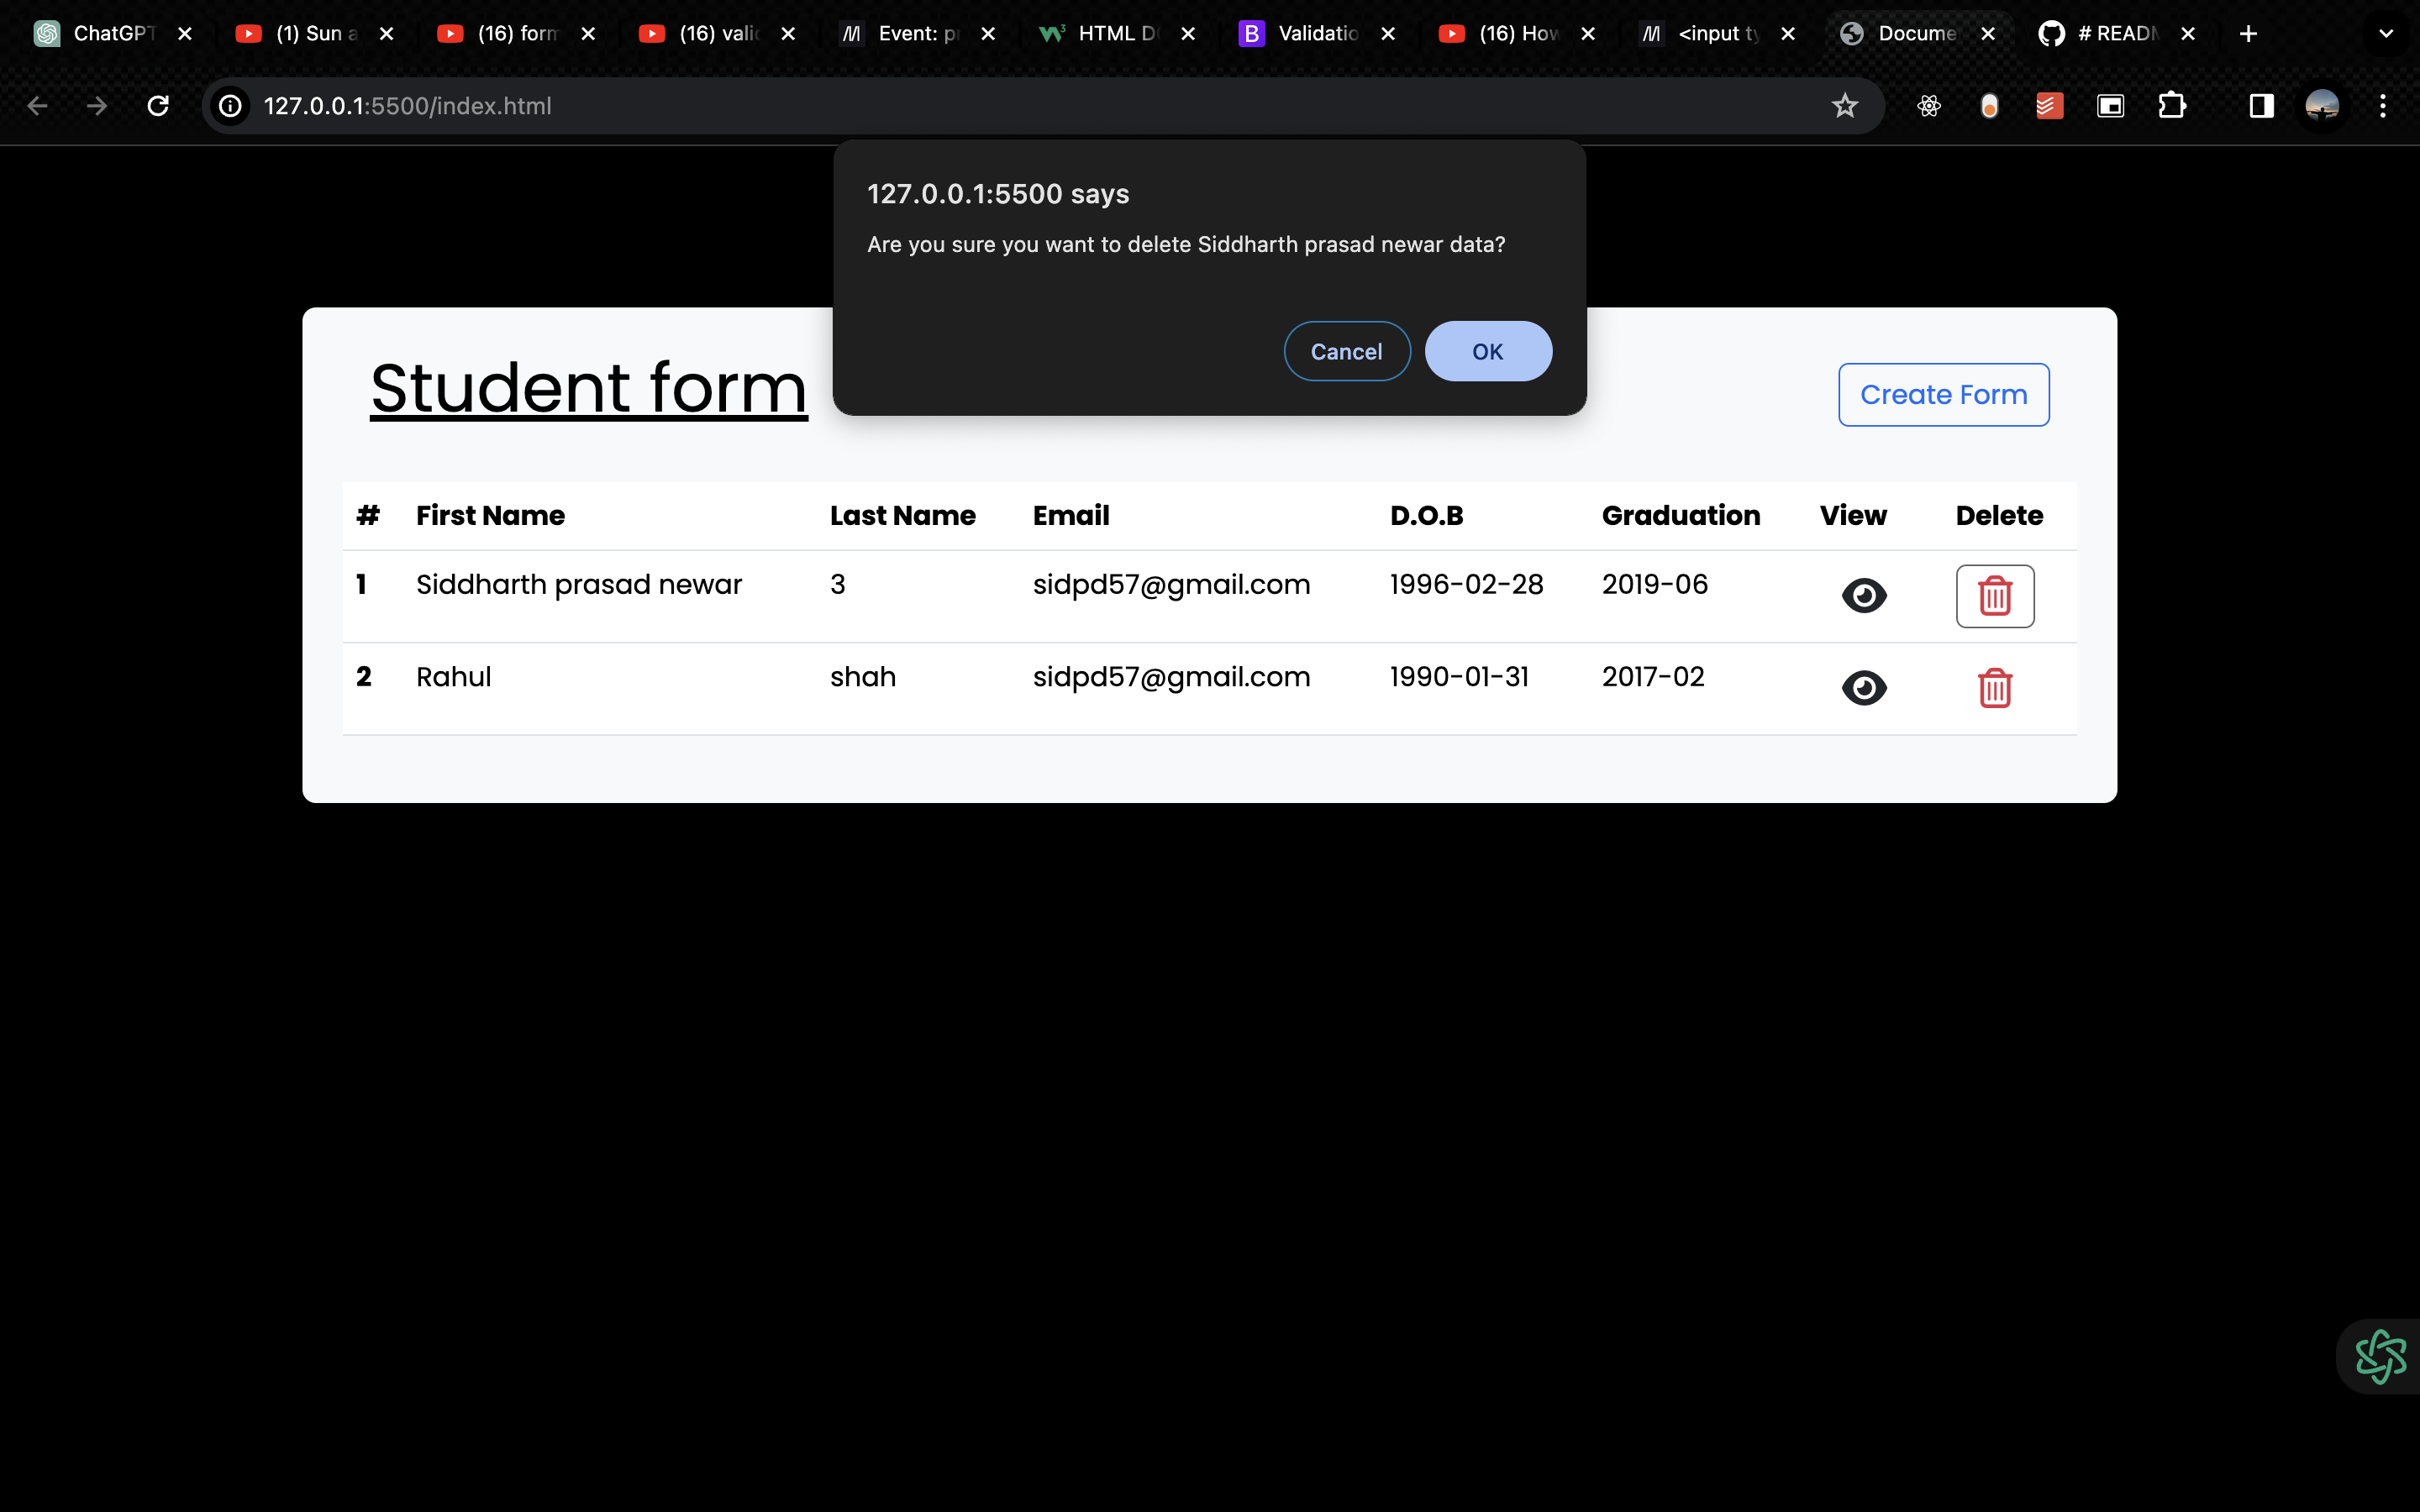 ChatGPT (1) Sun a (16) form (16) valic Event: p HTML D Validatio (16) How <input ty Docume # READ
127.0.0.1:5500/index.html
127.0.0.1:5500 says
Are you sure you want to delete Siddharth prasad newar data?
Cancel OK
Student form
Create Form
# First Name Last Name Email D.O.B Graduation View Delete
1 Siddharth prasad newar 3 sidpd57@gmail.com 1996-02-28 2019-06
2 Rahul shah sidpd57@gmail.com 1990-01-31 2017-02